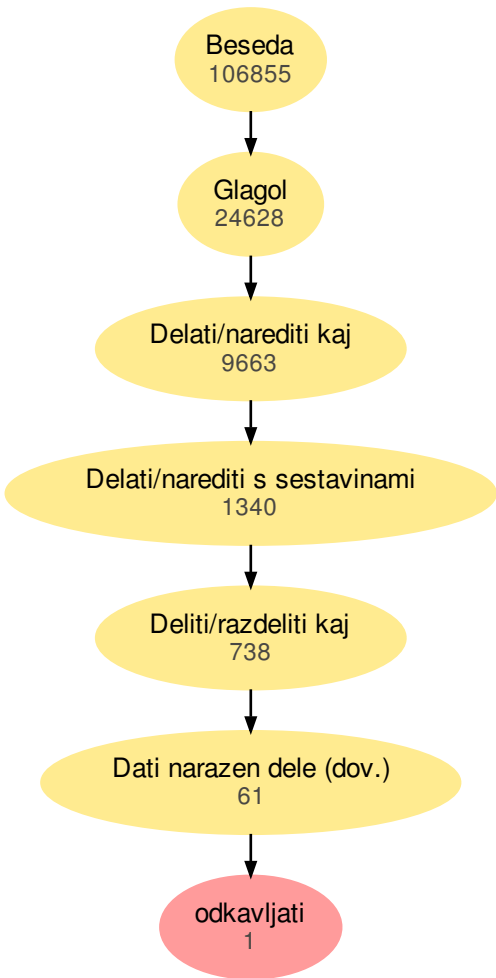 Beseda
106855
Glagol
24628
Delati/narediti kaj
9663
Delati/narediti s sestavinami
1340
Deliti/razdeliti kaj
738
Dati narazen dele (dov.)
61
odkavljati
1